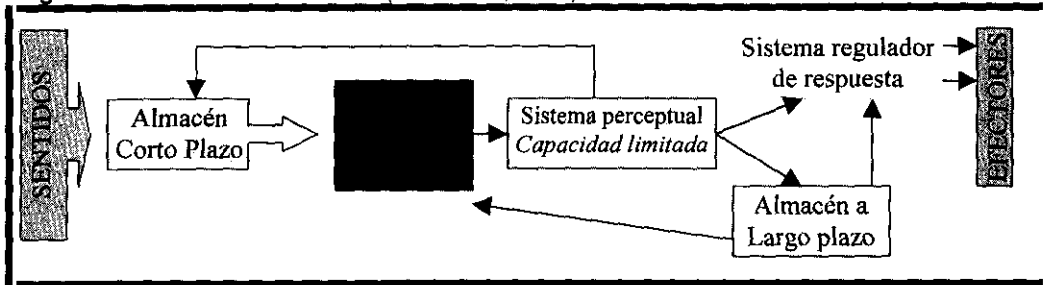 SENTIDOS
Almacén
Corto Plazo
Sistema perceptual
Capacidad limitada
Sistema regulador
de respuesta
Almacén a
Largo plazo
EFECTORES